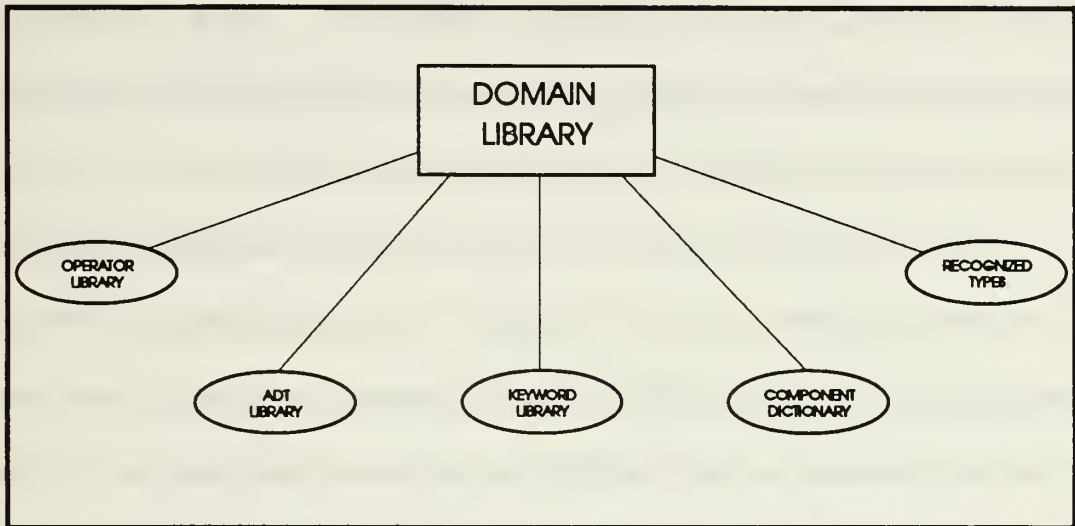 DOMAIN
LIBRARY
OPERATOR
LIBRARY
RECOGNIZED
TYPES
ADT
LIBRARY
KEYWORD
LIBRARY
COMPONENT
DICTIONARY